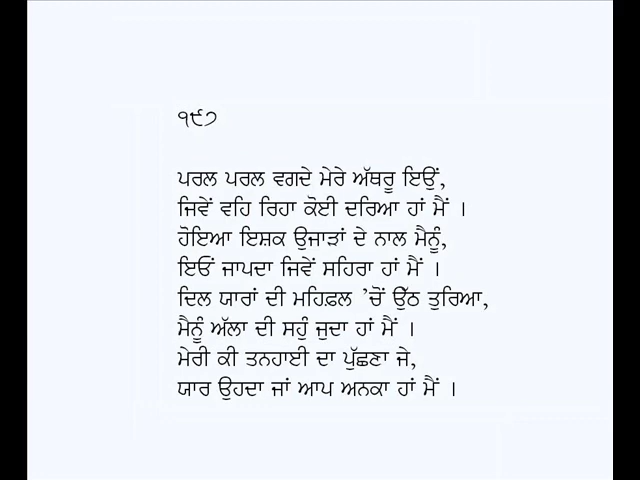 ੧੯੭
ਪਰਲ ਪਰਲ ਵਗਦੇ ਮੇਰੇ ਅੱਥਰੂ ਇਉਂ,
ਜਿਵੇਂ ਵਹਿ ਰਿਹਾ ਕੋਈ ਦਰਿਆ ਹਾਂ ਮੈਂ ।
ਹੋਇਆ ਇਸ਼ਕ ਉਜਾੜਾਂ ਦੇ ਨਾਲ ਮੈਨੂੰ,
ਇਓਂ ਜਾਪਦਾ ਜਿਵੇਂ ਸਹਿਰਾ ਹਾਂ ਮੈਂ ।
ਦਿਲ ਯਾਰਾਂ ਦੀ ਮਹਿਫ਼ਲ ’ਚੋਂ ਉੱਠ ਤੁਰਿਆ,
ਮੈਨੂੰ ਅੱਲਾ ਦੀ ਸਹੁੰ ਜੁਦਾ ਹਾਂ ਮੈਂ ।
ਮੇਰੀ ਕੀ ਤਨਹਾਈ ਦਾ ਪੁੱਛਣਾ ਜੇ,
ਯਾਰ ਉਹਦਾ ਜਾਂ ਆਪ ਅਨਕਾ ਹਾਂ ਮੈਂ ।